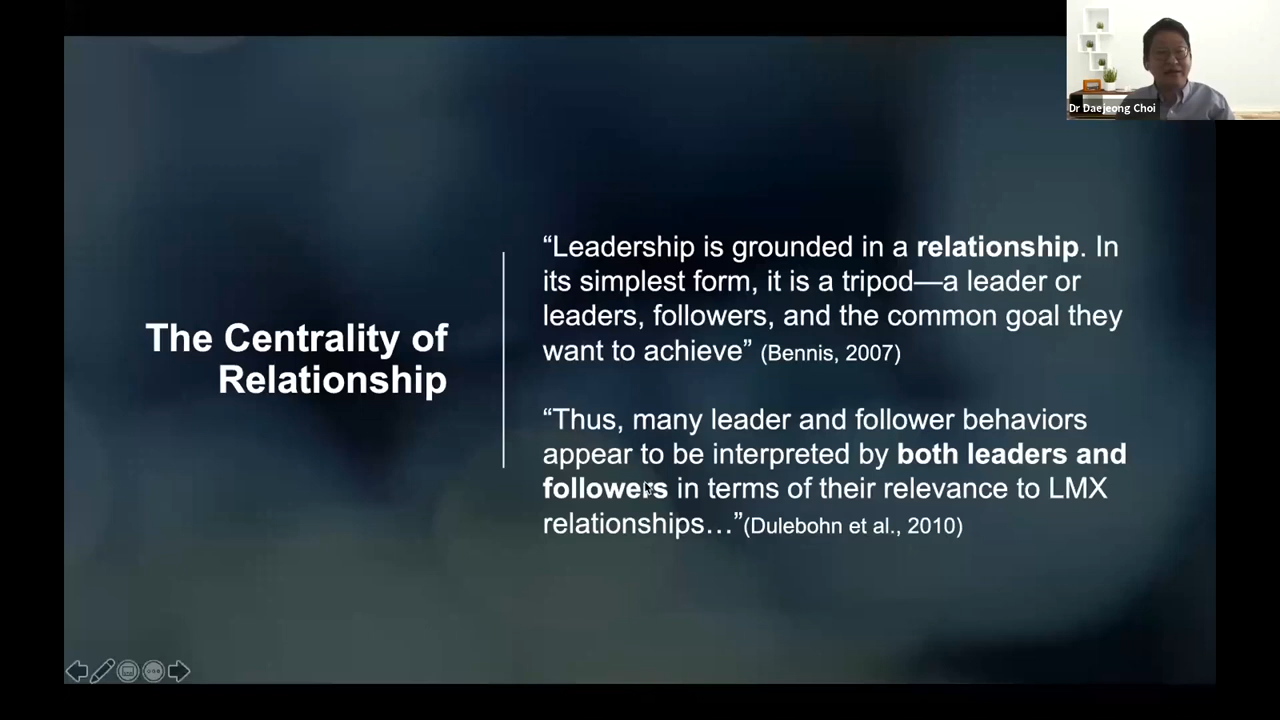 Dr Daejeong Choi
The Centrality of
Relationship
“Leadership is grounded in a relationship. In
its simplest form, it is a tripod—a leader or
leaders, followers, and the common goal they
want to achieve” (Bennis, 2007)
“Thus, many leader and follower behaviors
appear to be interpreted by both leaders and
followers in terms of their relevance to LMX
relationships…”(Dulebohn et al., 2010)